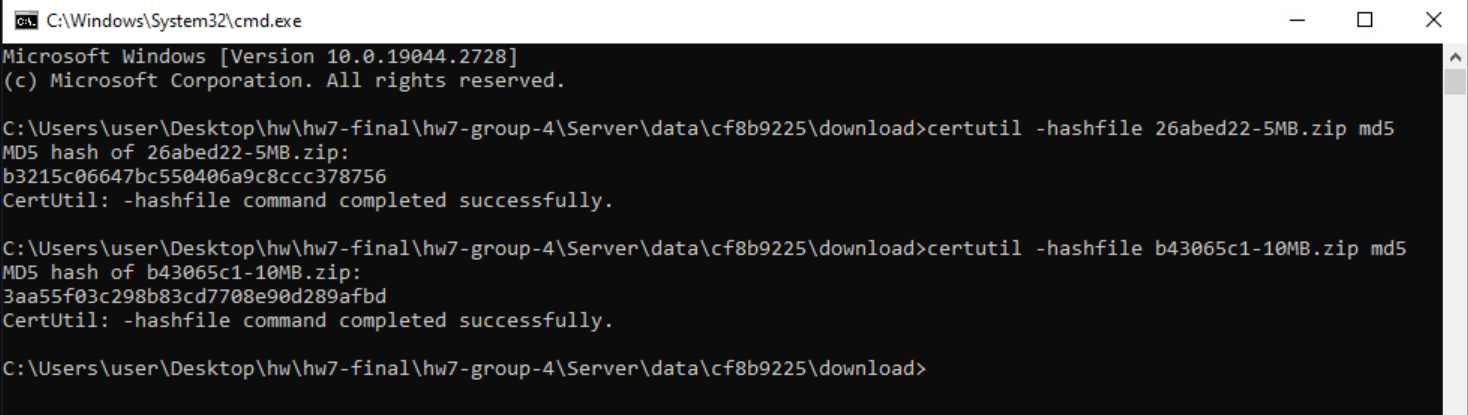 C:\Windows\System32\cmd.exe
Microsoft Windows [Version 10.0.19044.2728]
(c) Microsoft Corporation. All rights reserved.
C:\Users\user\Desktop\hw\hw7-final\hw7-group-4\Server\data\cf8b9225\download>certutil -hashfile 26abed22-5MB.zip md5
MD5 hash of 26abed22-5MB.zip:
b3215c06647bc550406a9c8ccc378756
CertUtil: -hashfile command completed successfully.
C:\Users\user\Desktop\hw\hw7-final\hw7-group-4\Server\data\cf8b9225\download>certutil -hashfile b43065c1-10MB.zip md5
MD5 hash of b43065c1-10MB.zip:
3aa55f03c298b83cd7708e90d289afbd
CertUtil: -hashfile command completed successfully.
C:\Users\user\Desktop\hw\hw7-final\hw7-group-4\Server\data\cf8b9225\download>